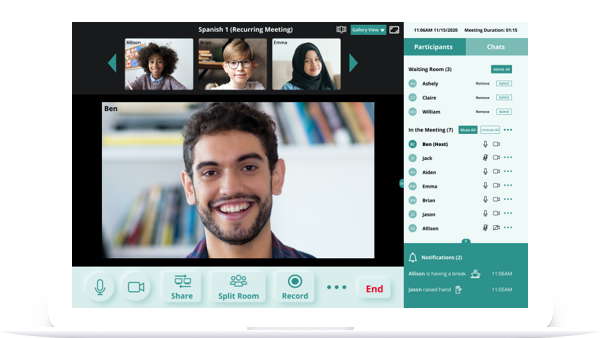 Spanish 1 (Recurring Meeting)
Gallery View
11:06AM 11/15/2020 Meeting Duration: 01:15
Participants
Chats
Allison
Brian
Emma
Waiting Room (3)
Admit All
Ashely Remove Admit
Claire Remove Admit
William Remove Admit
In the Meeting (7)
Mute All
Unmute All
Ben (Host)
Jack
Aiden
Emma
Brian
Jason
Allison
Ben
Notifications (2)
Allison is having a break 11:06AM
Jason raised hand 11:05AM
Share
Split Room
Record
End